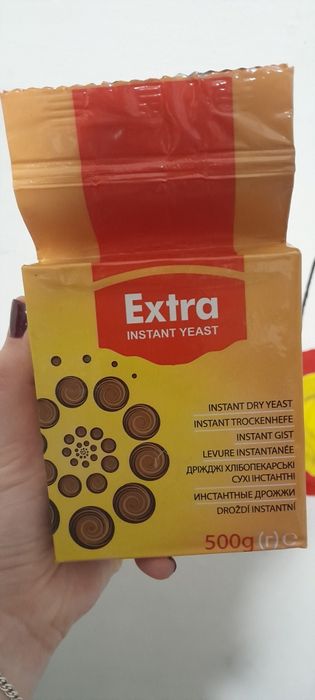 Extra
INSTANT YEAST
INSTANT DRY YEAST
INSTANT TROCKENHEFE
INSTANT GIST
LEVURE INSTANTANÉE
ДРІЖДЖІ ХЛІБОПЕКАРСЬКІ
СУХІ ІНСТАНТНІ
ИНСТАНТНЫЕ ДРОЖЖИ
DROŽDÍ INSTANTNÍ
500g (г) e